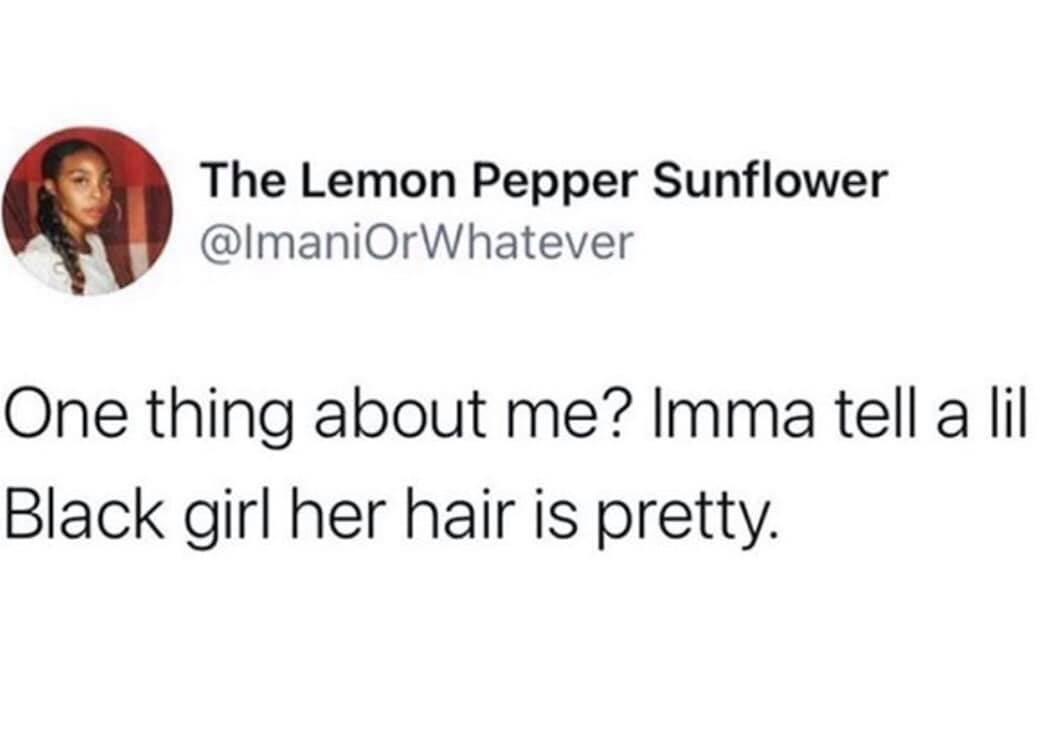 The Lemon Pepper Sunflower
@ImaniOrWhatever
One thing about me? Imma tell a lil
Black girl her hair is pretty.